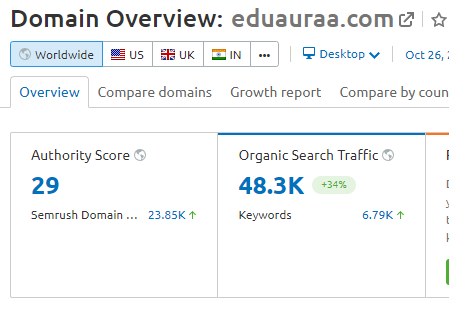 Domain Overview: eduauraa.com
Worldwide US UK IN ... Desktop Oct 26, 2
Overview Compare domains Growth report Compare by coun
Authority Score Organic Search Traffic
29 48.3K +34%
Semrush Domain ... 23.85K ↑ Keywords 6.79K ↑